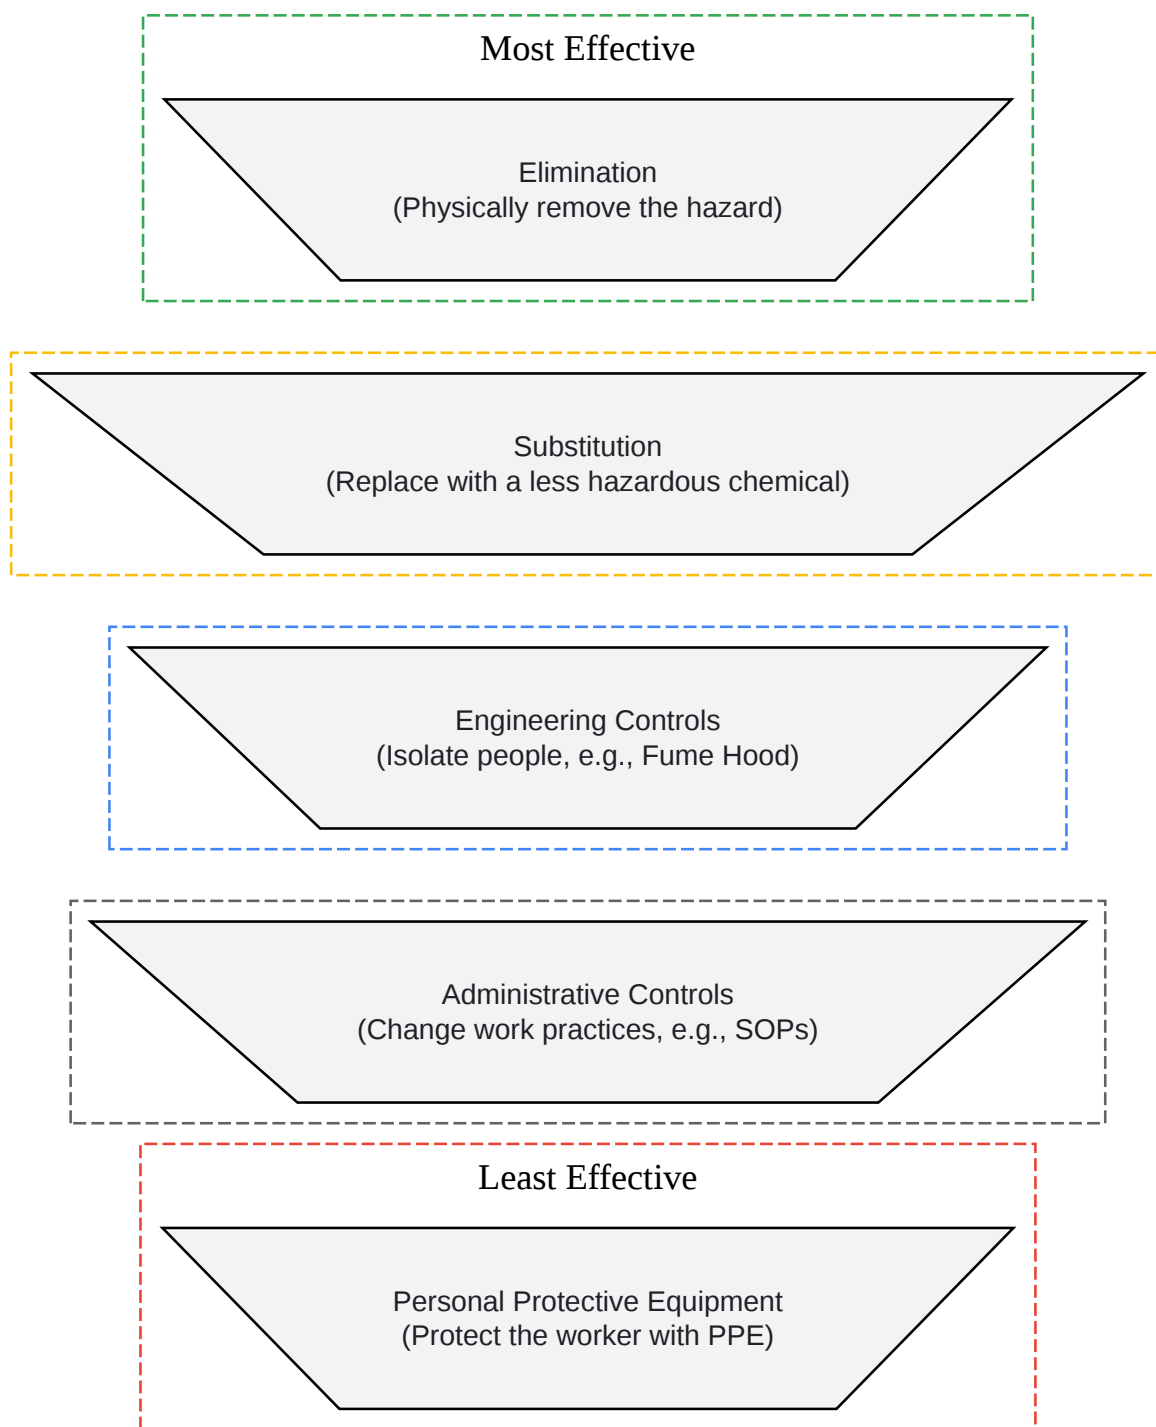 Most Effective
Elimination
(Physically remove the hazard)
Substitution
(Replace with a less hazardous chemical)
Engineering Controls
(Isolate people, e.g., Fume Hood)
Administrative Controls
(Change work practices, e.g., SOPs)
Least Effective
Personal Protective Equipment
(Protect the worker with PPE)